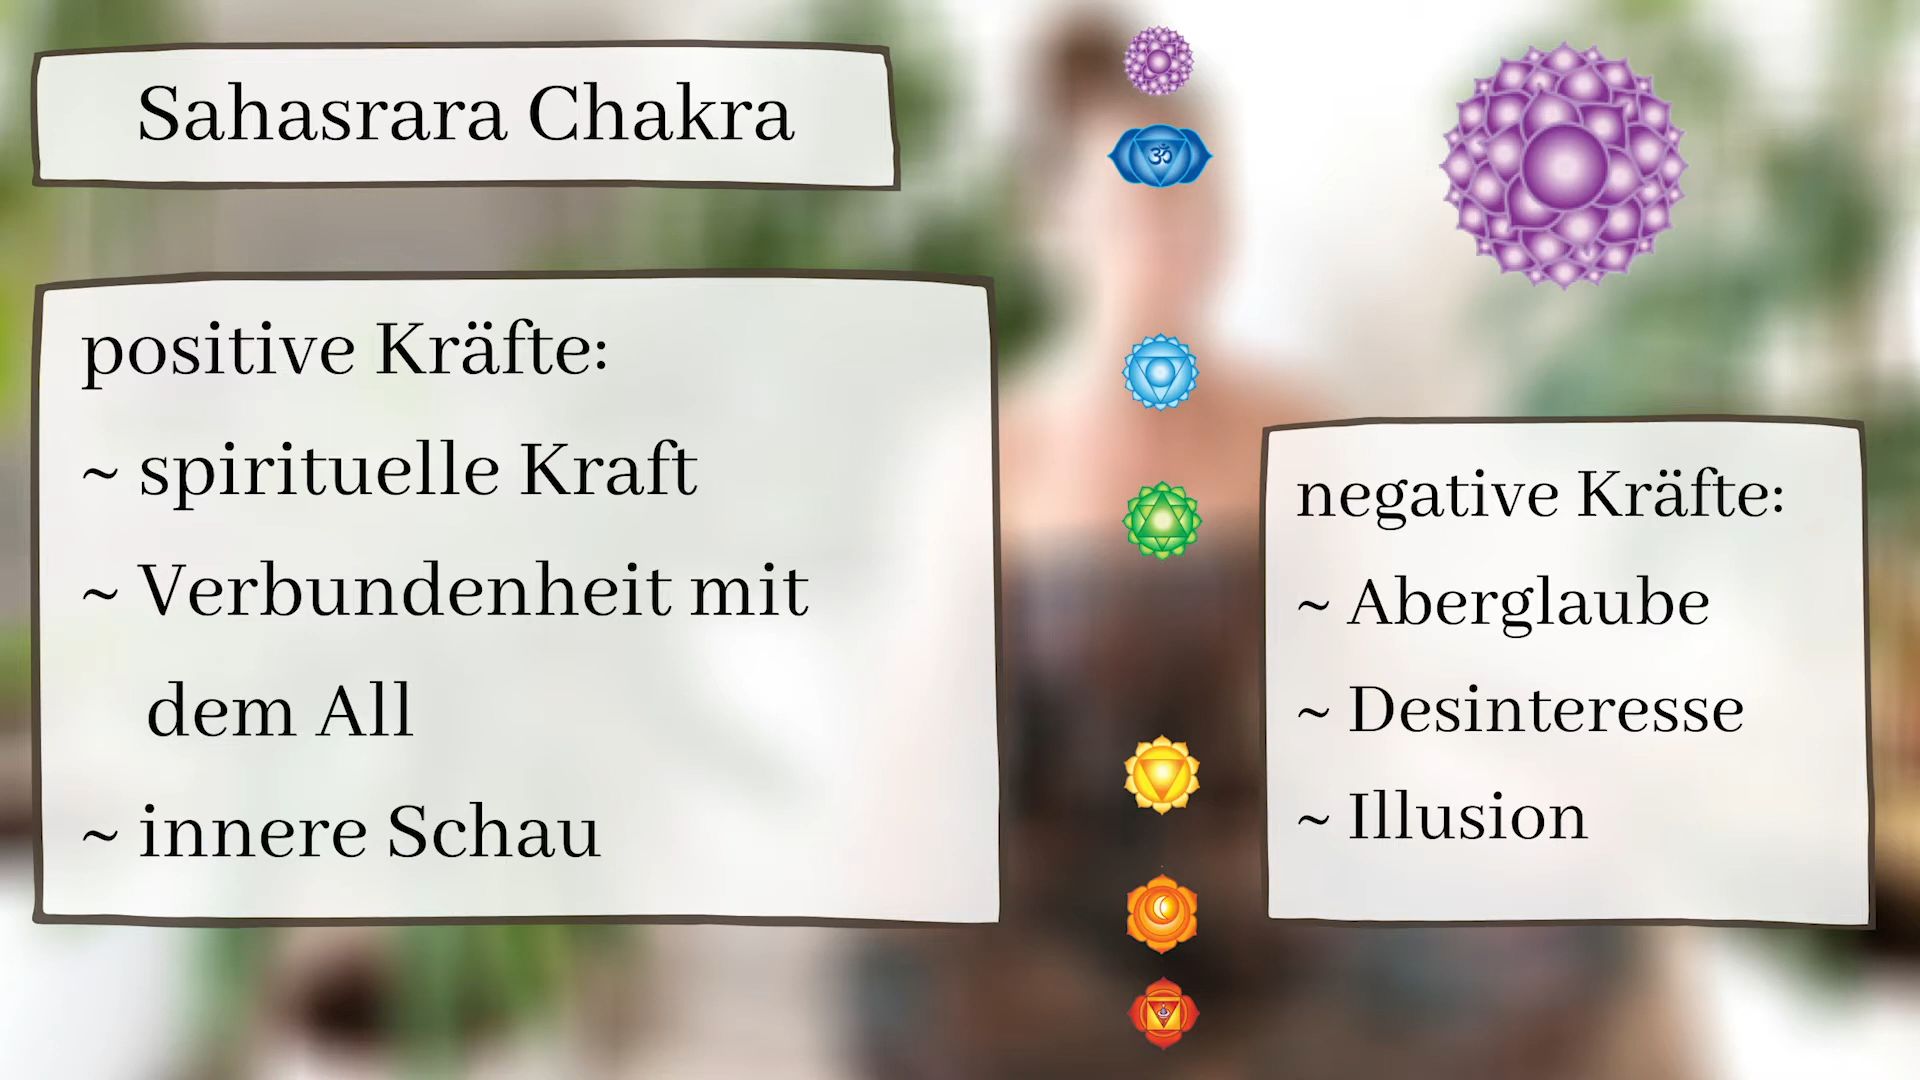 Sahasrara Chakra
positive Kräfte:
~ spirituelle Kraft
~ Verbundenheit mit
dem All
~ innere Schau
ॐ
negative Kräfte:
~ Aberglaube
~ Desinteresse
~ Illusion